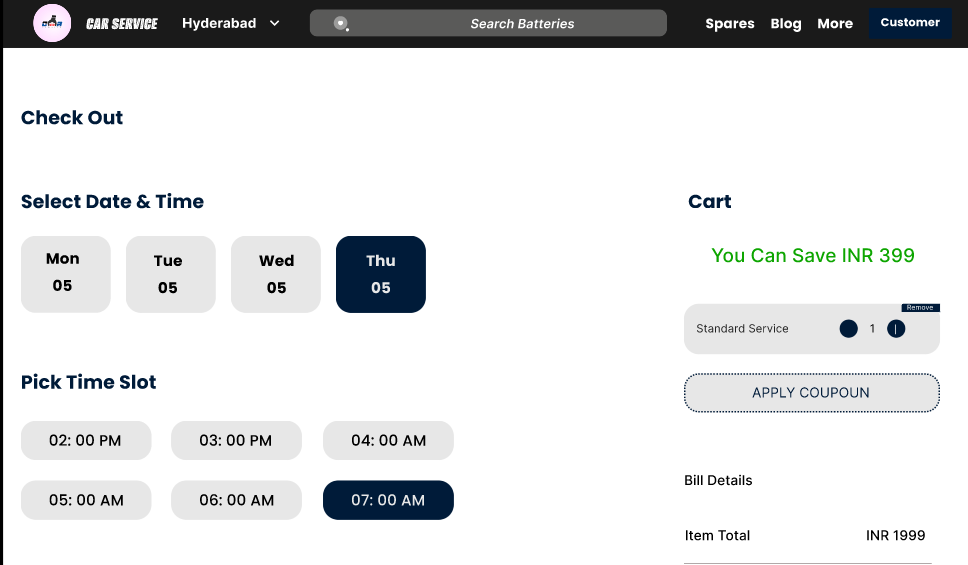 CAR SERVICE Hyderabad Search Batteries Spares Blog More Customer
Check Out
Select Date & Time
Mon Tue Wed Thu
05 05 05 05
Pick Time Slot
02: 00 PM 03: 00 PM 04: 00 AM
05: 00 AM 06: 00 AM 07: 00 AM
Cart
You Can Save INR 399
Remove
Standard Service 1
APPLY COUPOUN
Bill Details
Item Total INR 1999